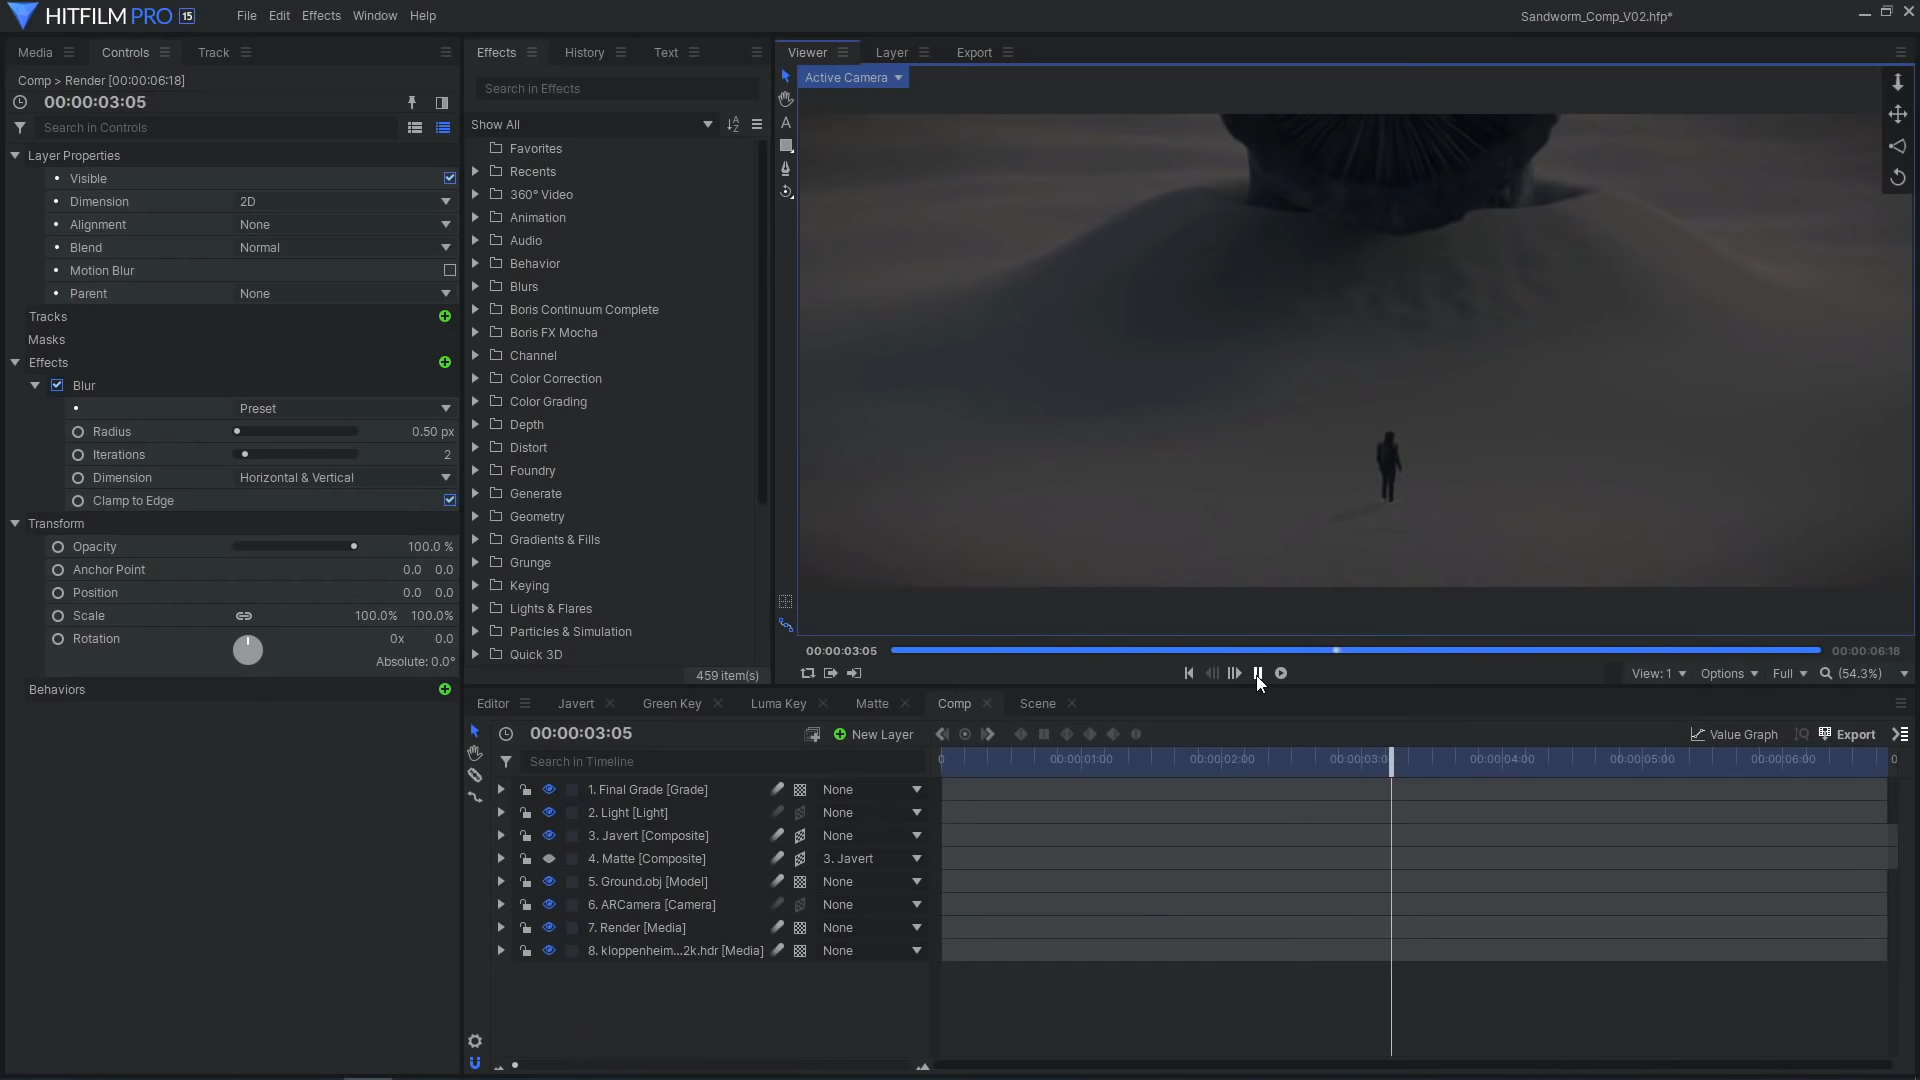 HITFILM PRO 15
File Edit Effects Window Help
Sandworm_Comp_V02.hfp*
Media Controls Track
Comp > Render [00:00:06:18]
00:00:03:05
Search in Controls
Layer Properties
Visible
Dimension 2D
Alignment None
Blend Normal
Motion Blur
Parent None
Tracks
Masks
Effects
Blur
Preset
Radius 0.50 px
Iterations 2
Dimension Horizontal & Vertical
Clamp to Edge
Transform
Opacity 100.0 %
Anchor Point 0.0 0.0
Position 0.0 0.0
Scale 100.0% 100.0%
Rotation 0x 0.0
Absolute: 0.0°
Behaviors
Effects History Text
Search in Effects
Show All
Favorites
Recents
360° Video
Animation
Audio
Behavior
Blurs
Boris Continuum Complete
Boris FX Mocha
Channel
Color Correction
Color Grading
Depth
Distort
Foundry
Generate
Geometry
Gradients & Fills
Grunge
Keying
Lights & Flares
Particles & Simulation
Quick 3D
459 item(s)
Viewer Layer Export
Active Camera
00:00:03:05 00:00:06:18
View: 1 Options Full (54.3%)
Editor Javert Green Key Luma Key Matte Comp Scene
00:00:03:05 New Layer Value Graph Export
Search in Timeline
0 00:00:01:00 00:00:02:00 00:00:03:0 00:00:04:00 00:00:05:00 00:00:06:00 0
1. Final Grade [Grade] None
2. Light [Light] None
3. Javert [Composite] None
4. Matte [Composite] 3. Javert
5. Ground.obj [Model] None
6. ARCamera [Camera] None
7. Render [Media] None
8. kloppenheim...2k.hdr [Media] None